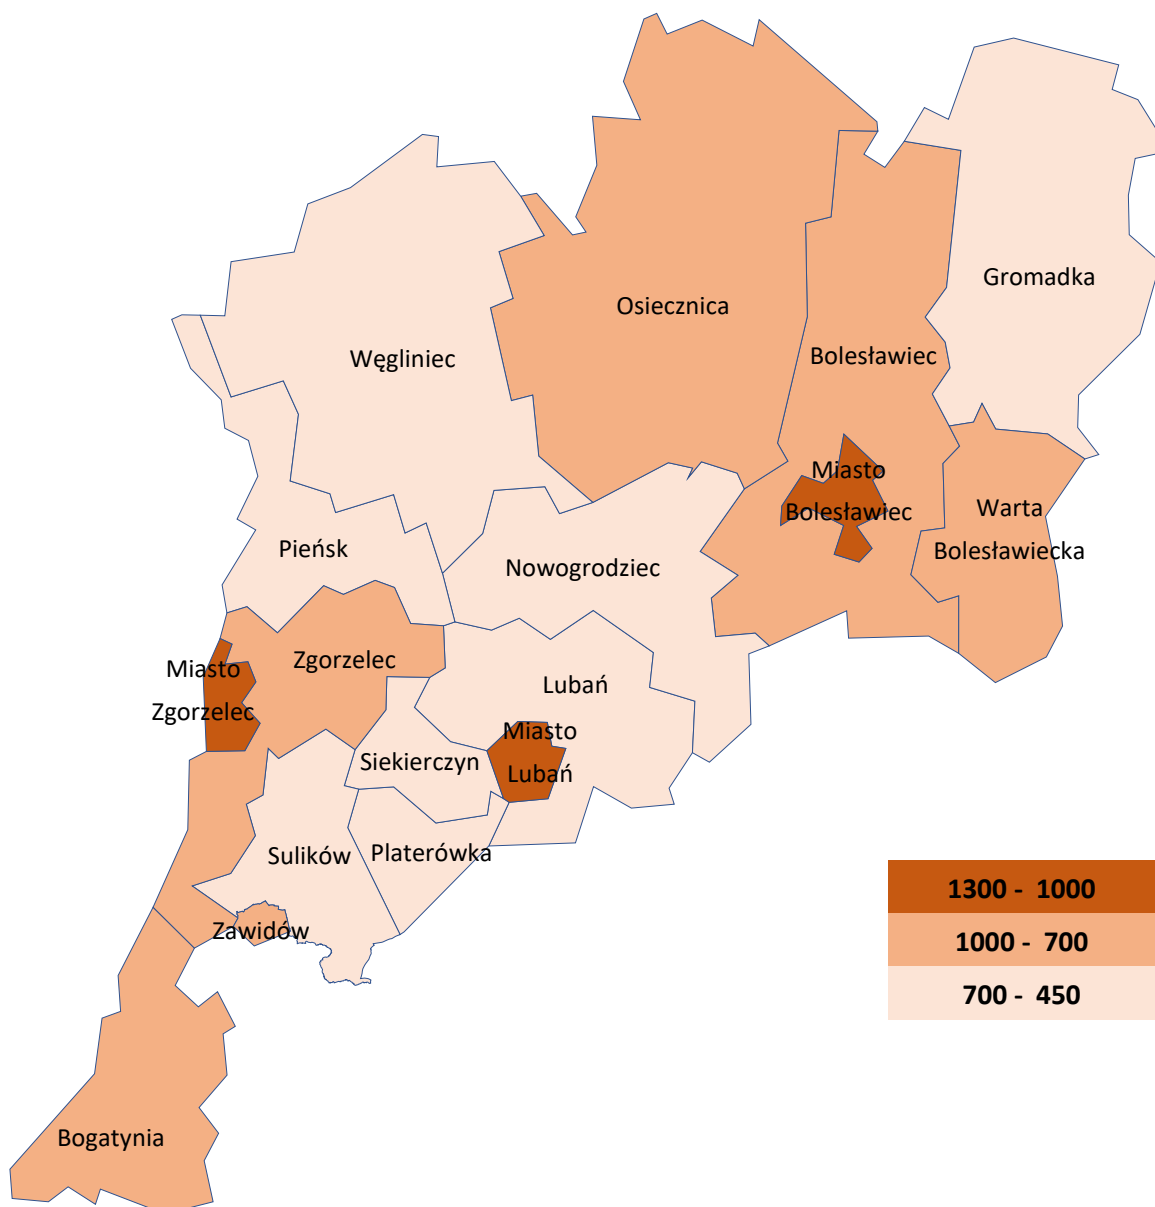 Gromadka
Osiecznica
Węgliniec
Bolesławiec
Miasto
Bolesławiec
Warta
Bolesławiecka
Pieńsk
Nowogrodziec
Zgorzelec
Miasto
Zgorzelec
Lubań
Miasto
Lubań
Siekierczyn
Sulików
Platerówka
Zawidów
Bogatynia
1300 - 1000
1000 - 700
700 - 450